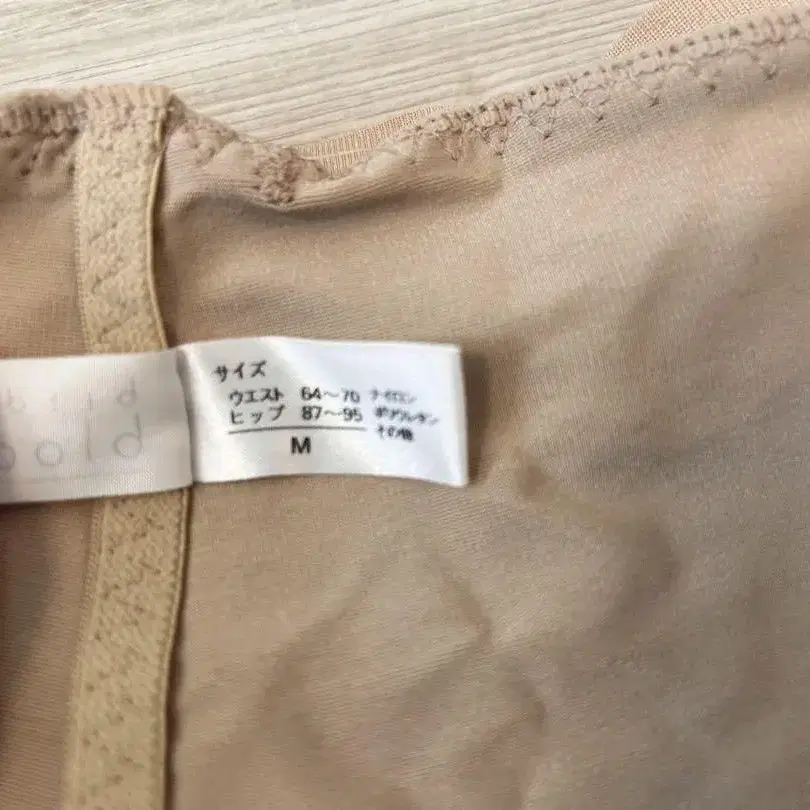 サイズ
ウエスト 64〜70 ナイロン
ヒップ 87〜95 ポリウレタン
M その他
bold